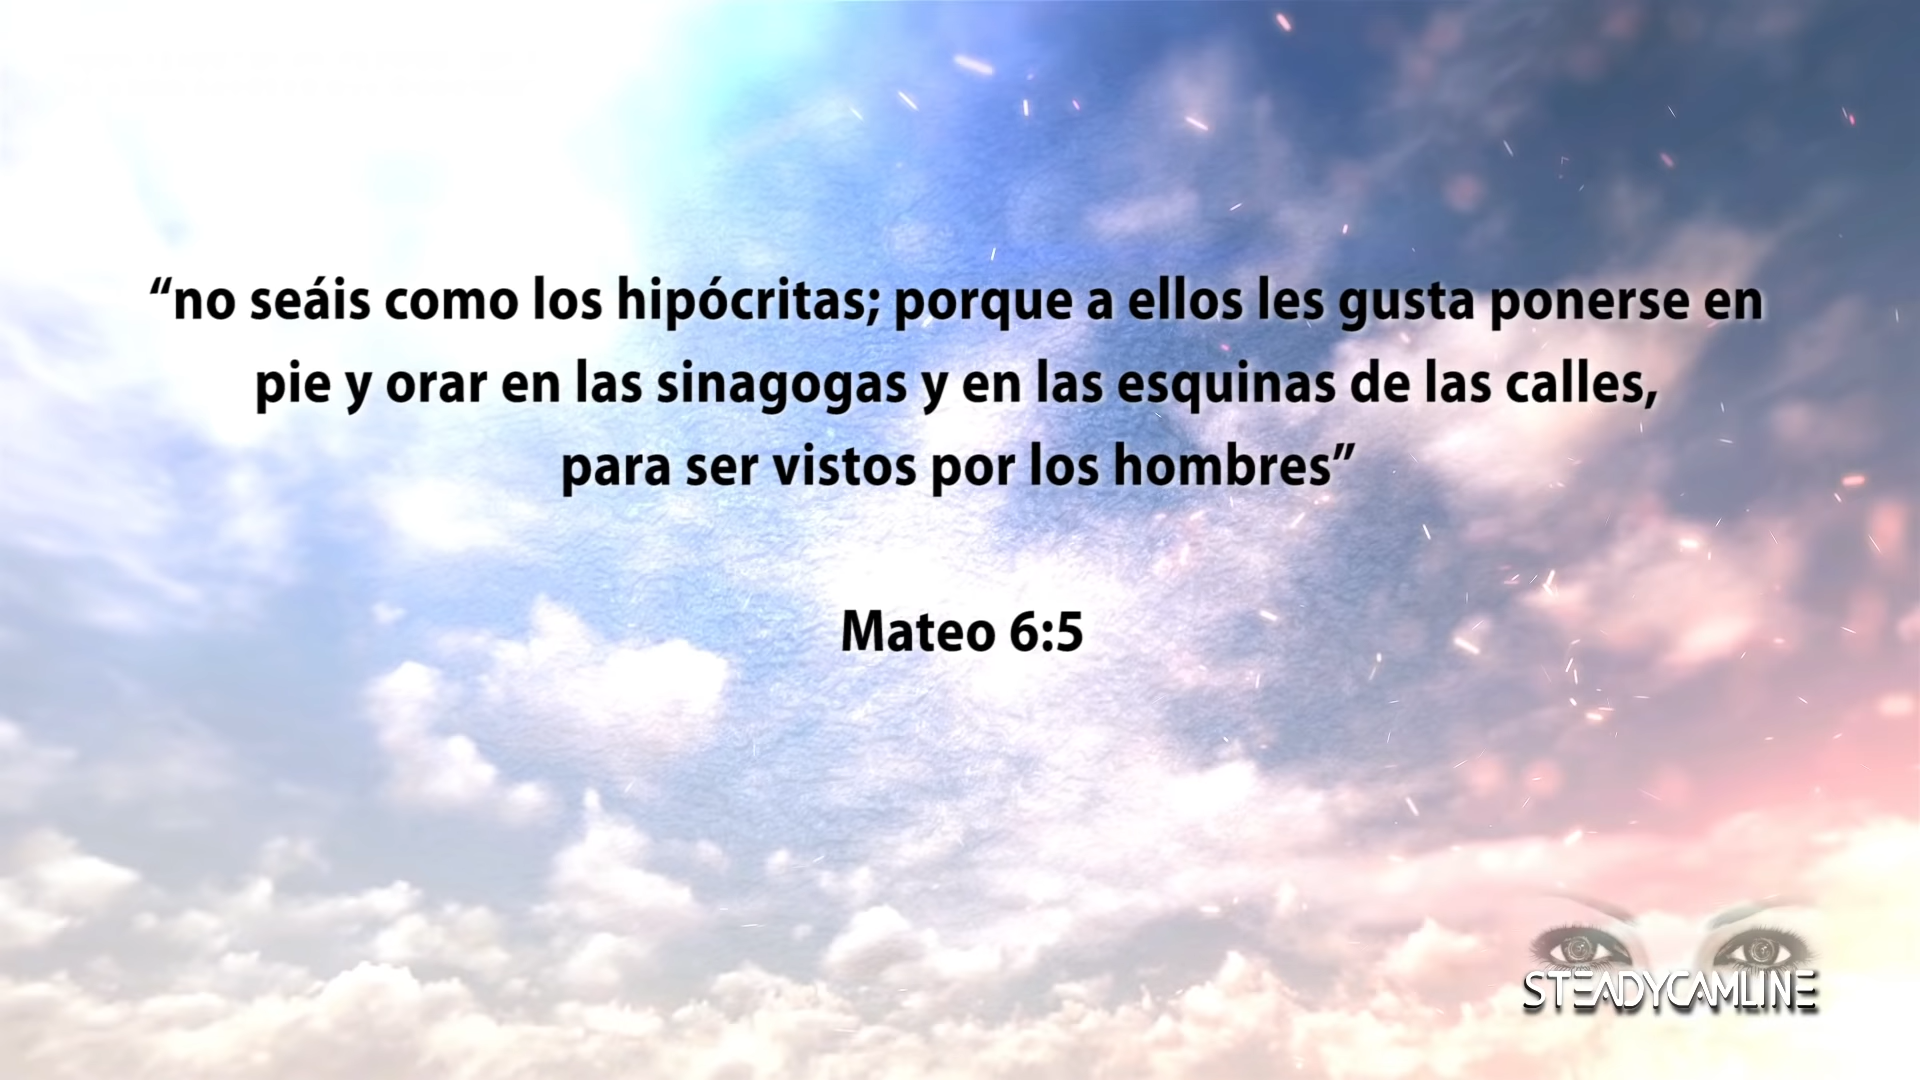 “no seáis como los hipócritas; porque a ellos les gusta ponerse en
pie y orar en las sinagogas y en las esquinas de las calles,
para ser vistos por los hombres”
Mateo 6:5
STEADYCAMLINE